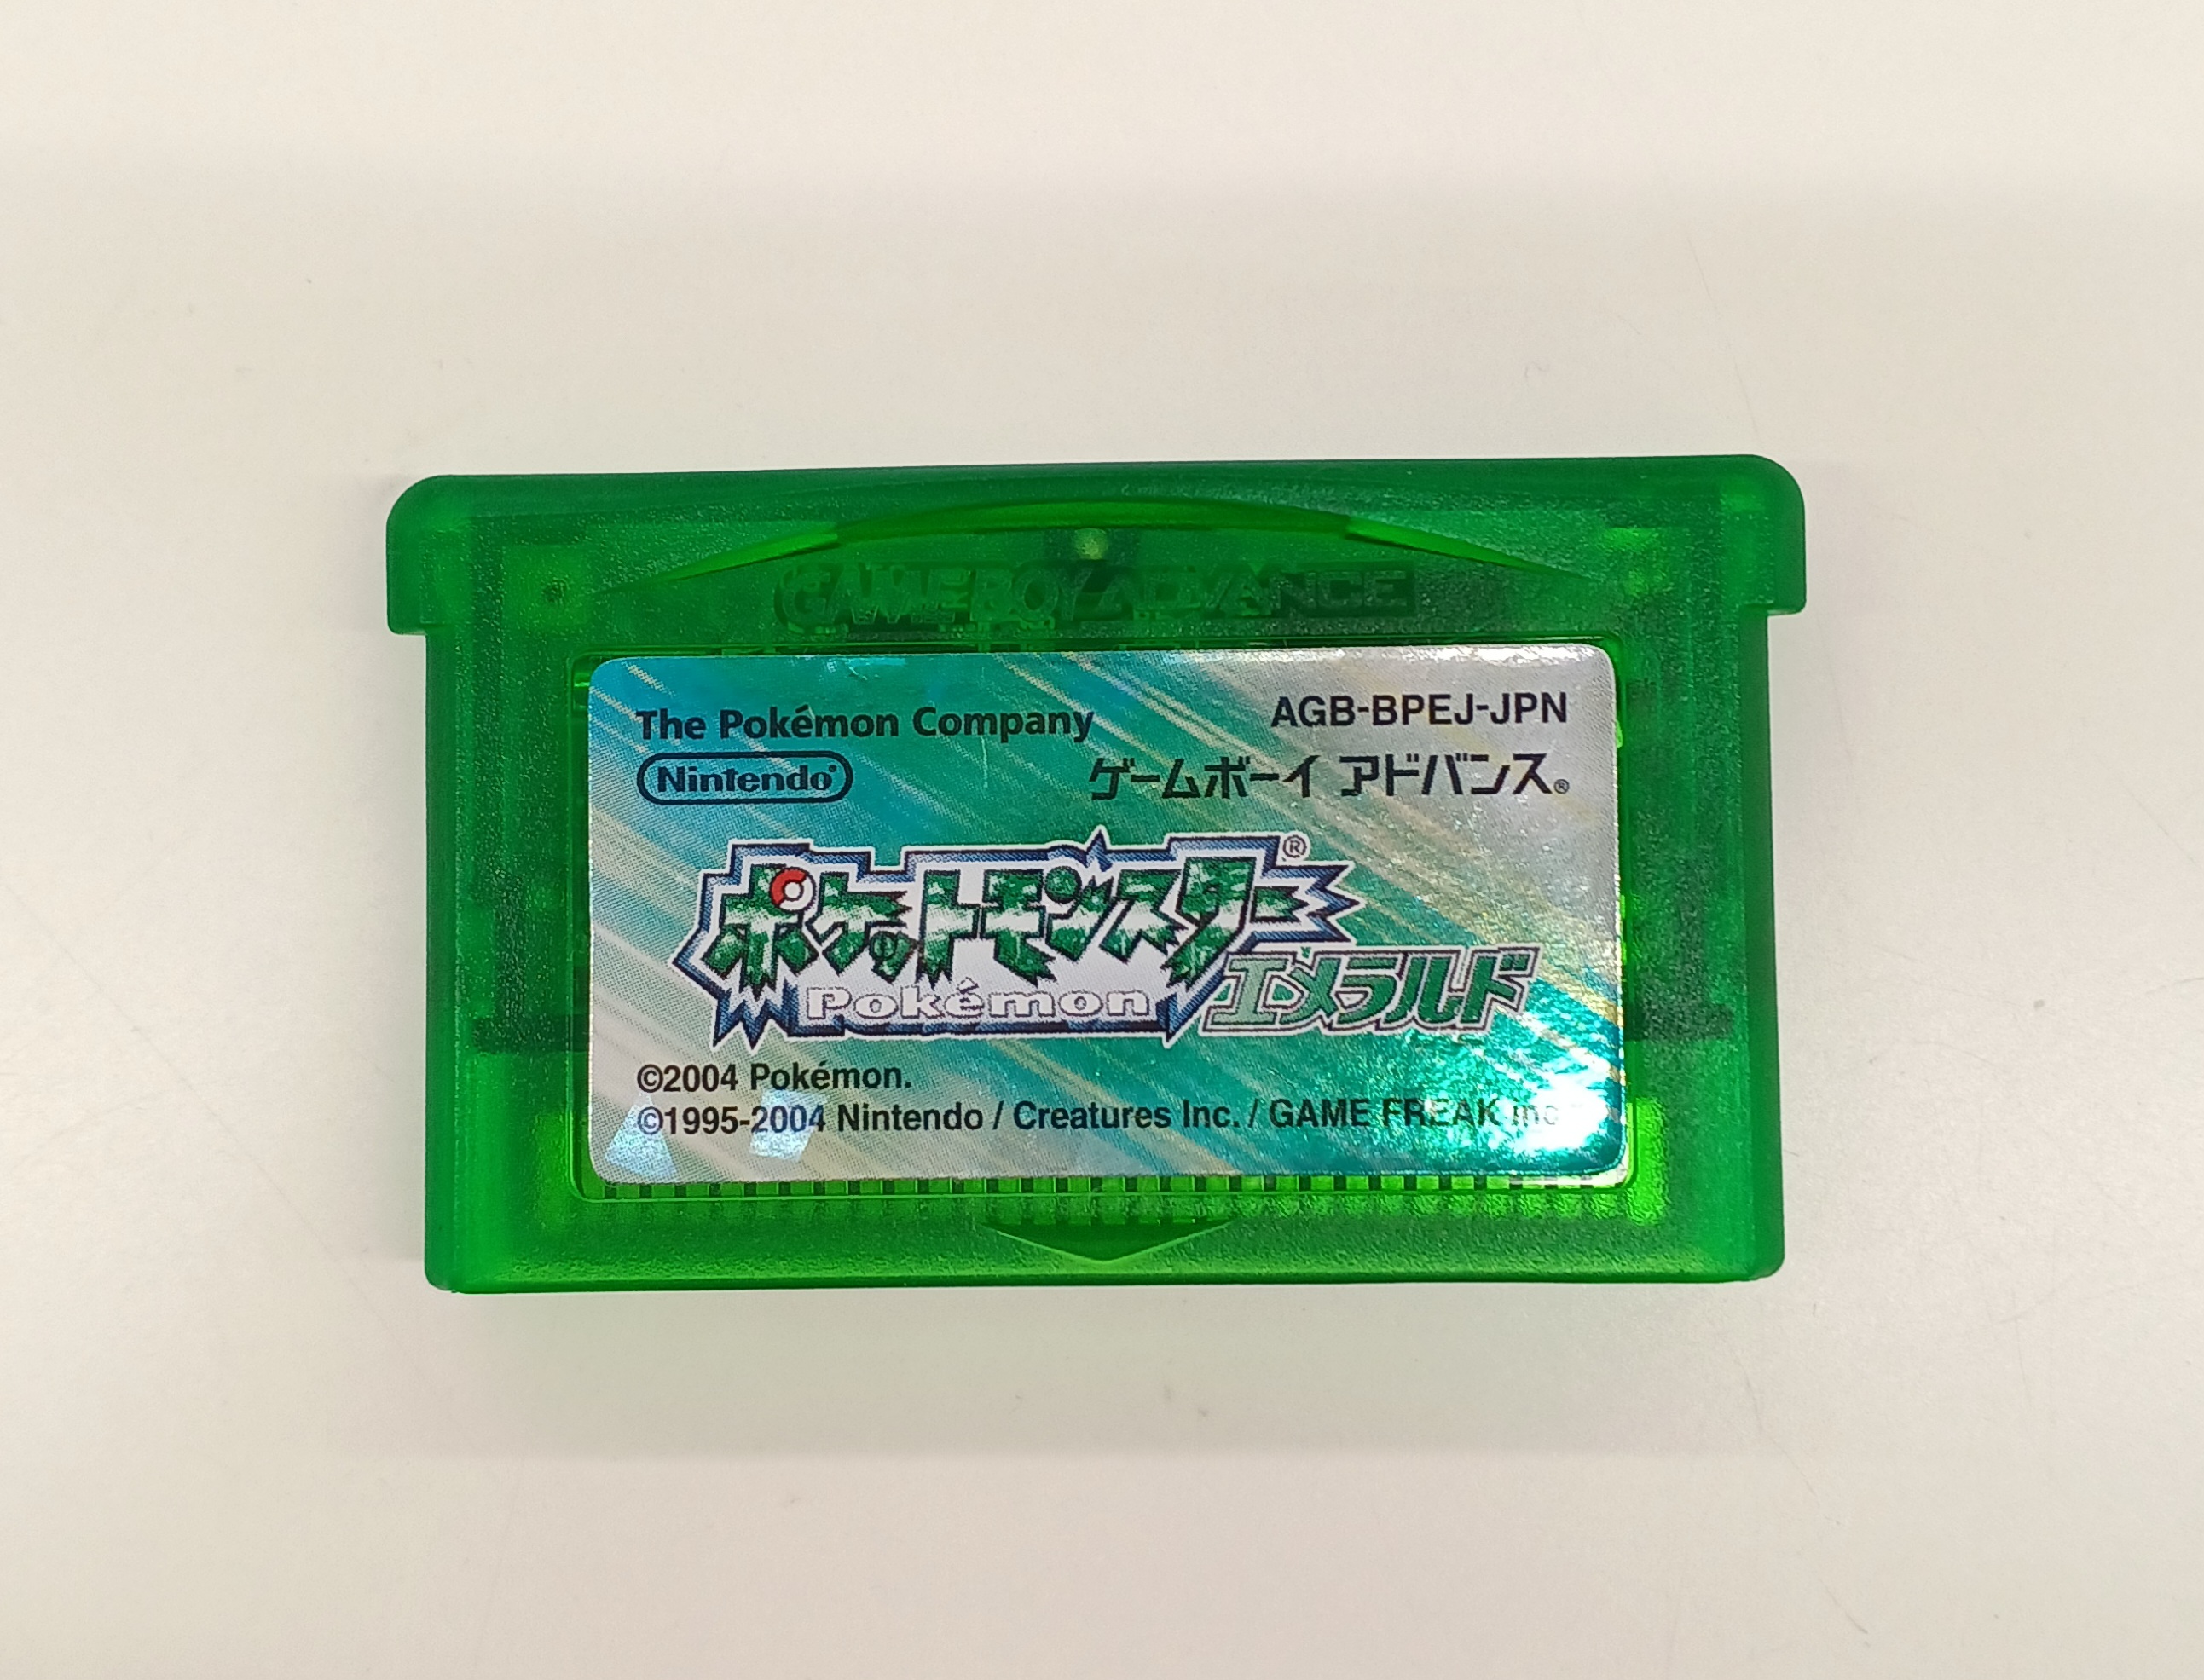 GAME BOY ADVANCE
The Pokémon Company
AGB-BPEJ-JPN
Nintendo®
ゲームボーイ アドバンス®
ポケットモンスター®
Pokémon
エメラルド
©2004 Pokémon.
©1995-2004 Nintendo / Creatures Inc. / GAME FREAK inc.